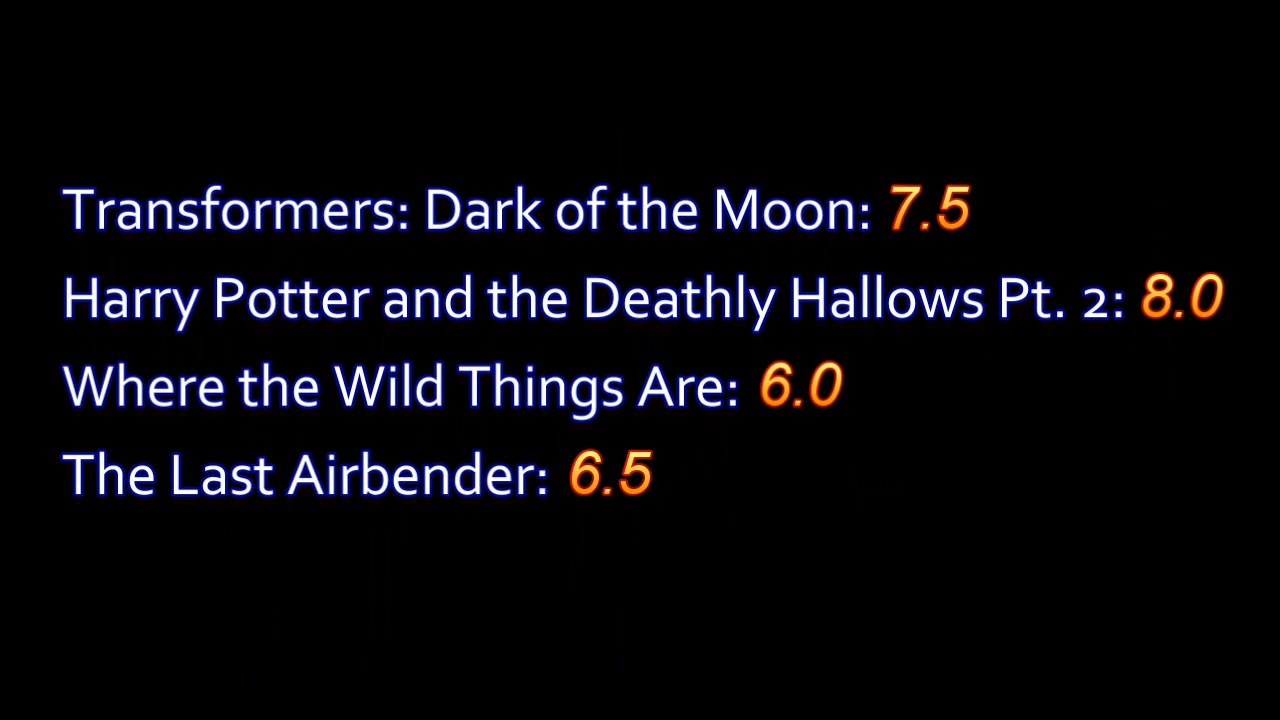 Transformers: Dark of the Moon: 7.5
Harry Potter and the Deathly Hallows Pt. 2: 8.0
Where the Wild Things Are: 6.0
The Last Airbender: 6.5